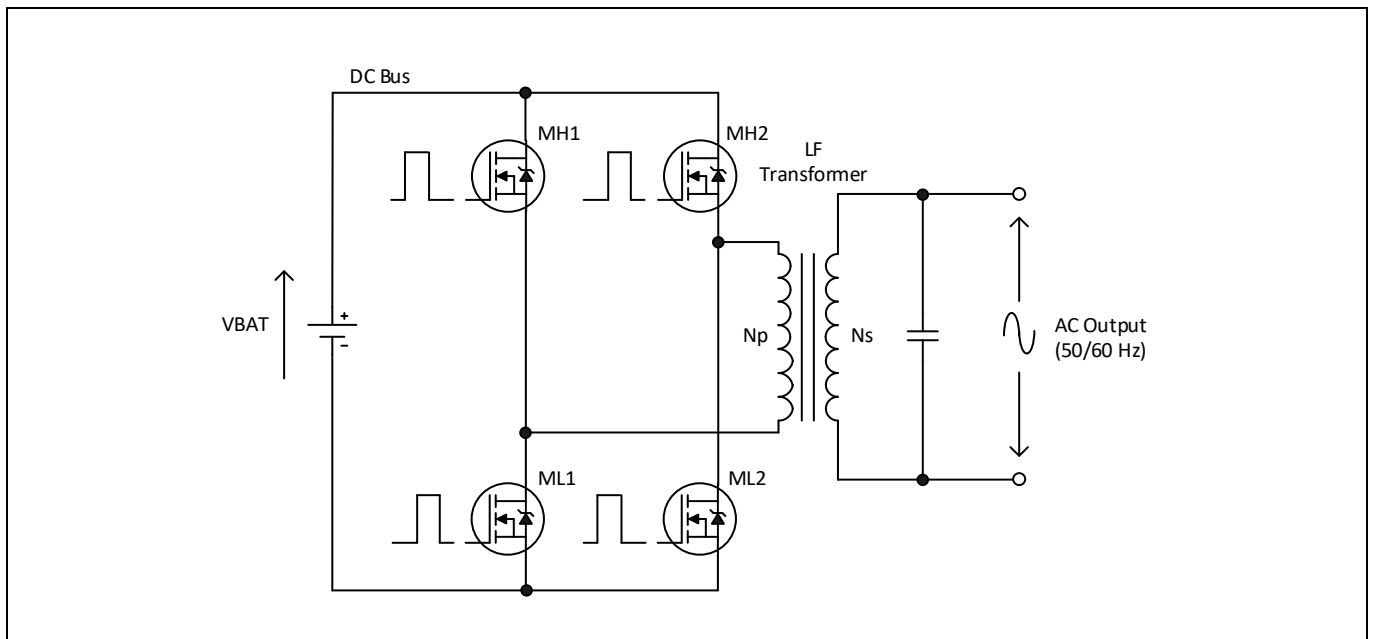 DC Bus
MH1
MH2
LF
Transformer
VBAT
+
-
Np
Ns
AC Output
(50/60 Hz)
ML1
ML2